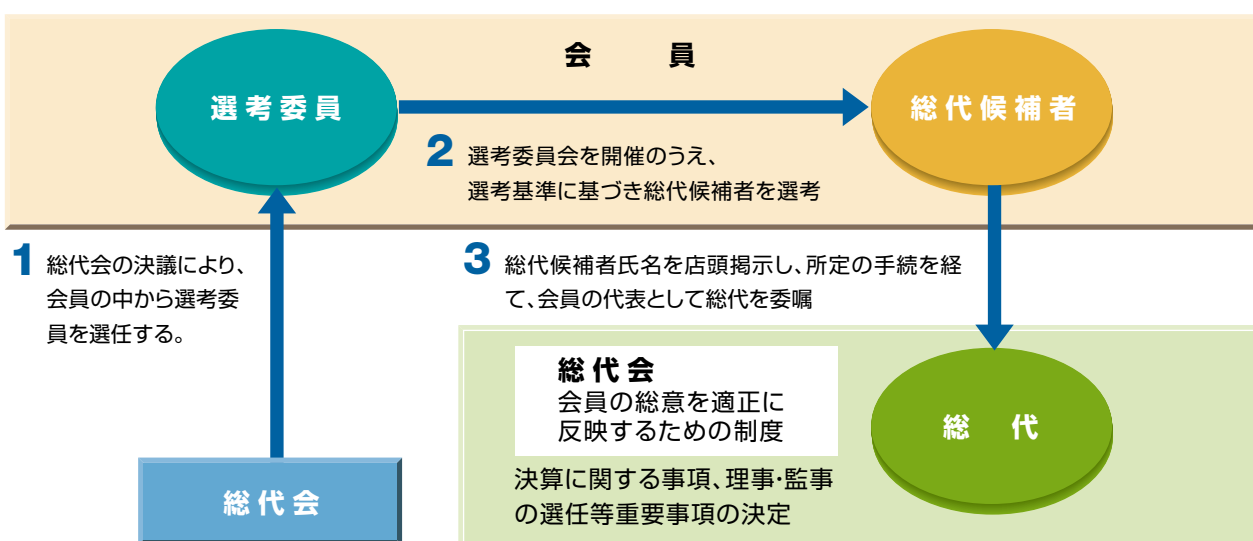 会員
選考委員
総代候補者
2 選考委員会を開催のうえ、
選考基準に基づき総代候補者を選考
1 総代会の決議により、
会員の中から選考委
員を選任する。
3 総代候補者氏名を店頭掲示し、所定の手続を経
て、会員の代表として総代を委嘱
総代会
会員の総意を適正に
反映するための制度
決算に関する事項、理事・監事
の選任等重要事項の決定
総代
総代会